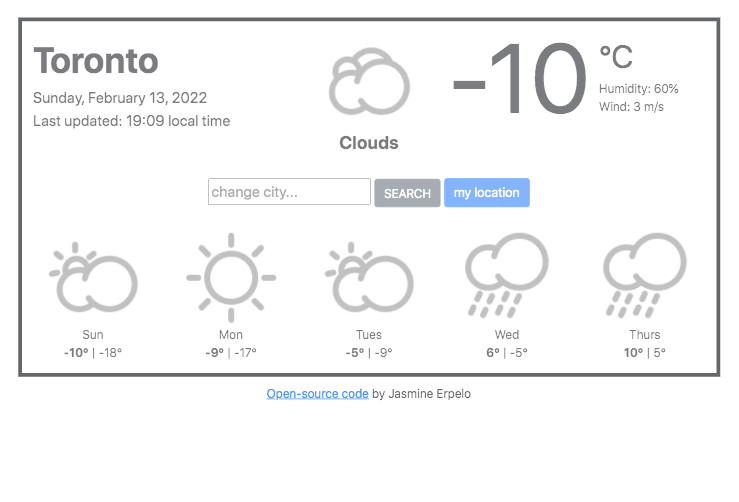 Toronto
Sunday, February 13, 2022
Last updated: 19:09 local time
Clouds
-10 °C
Humidity: 60%
Wind: 3 m/s
change city... SEARCH my location
Sun Mon Tues Wed Thurs
-10° | -18° -9° | -17° -5° | -9° 6° | -5° 10° | 5°
Open-source code by Jasmine Erpelo